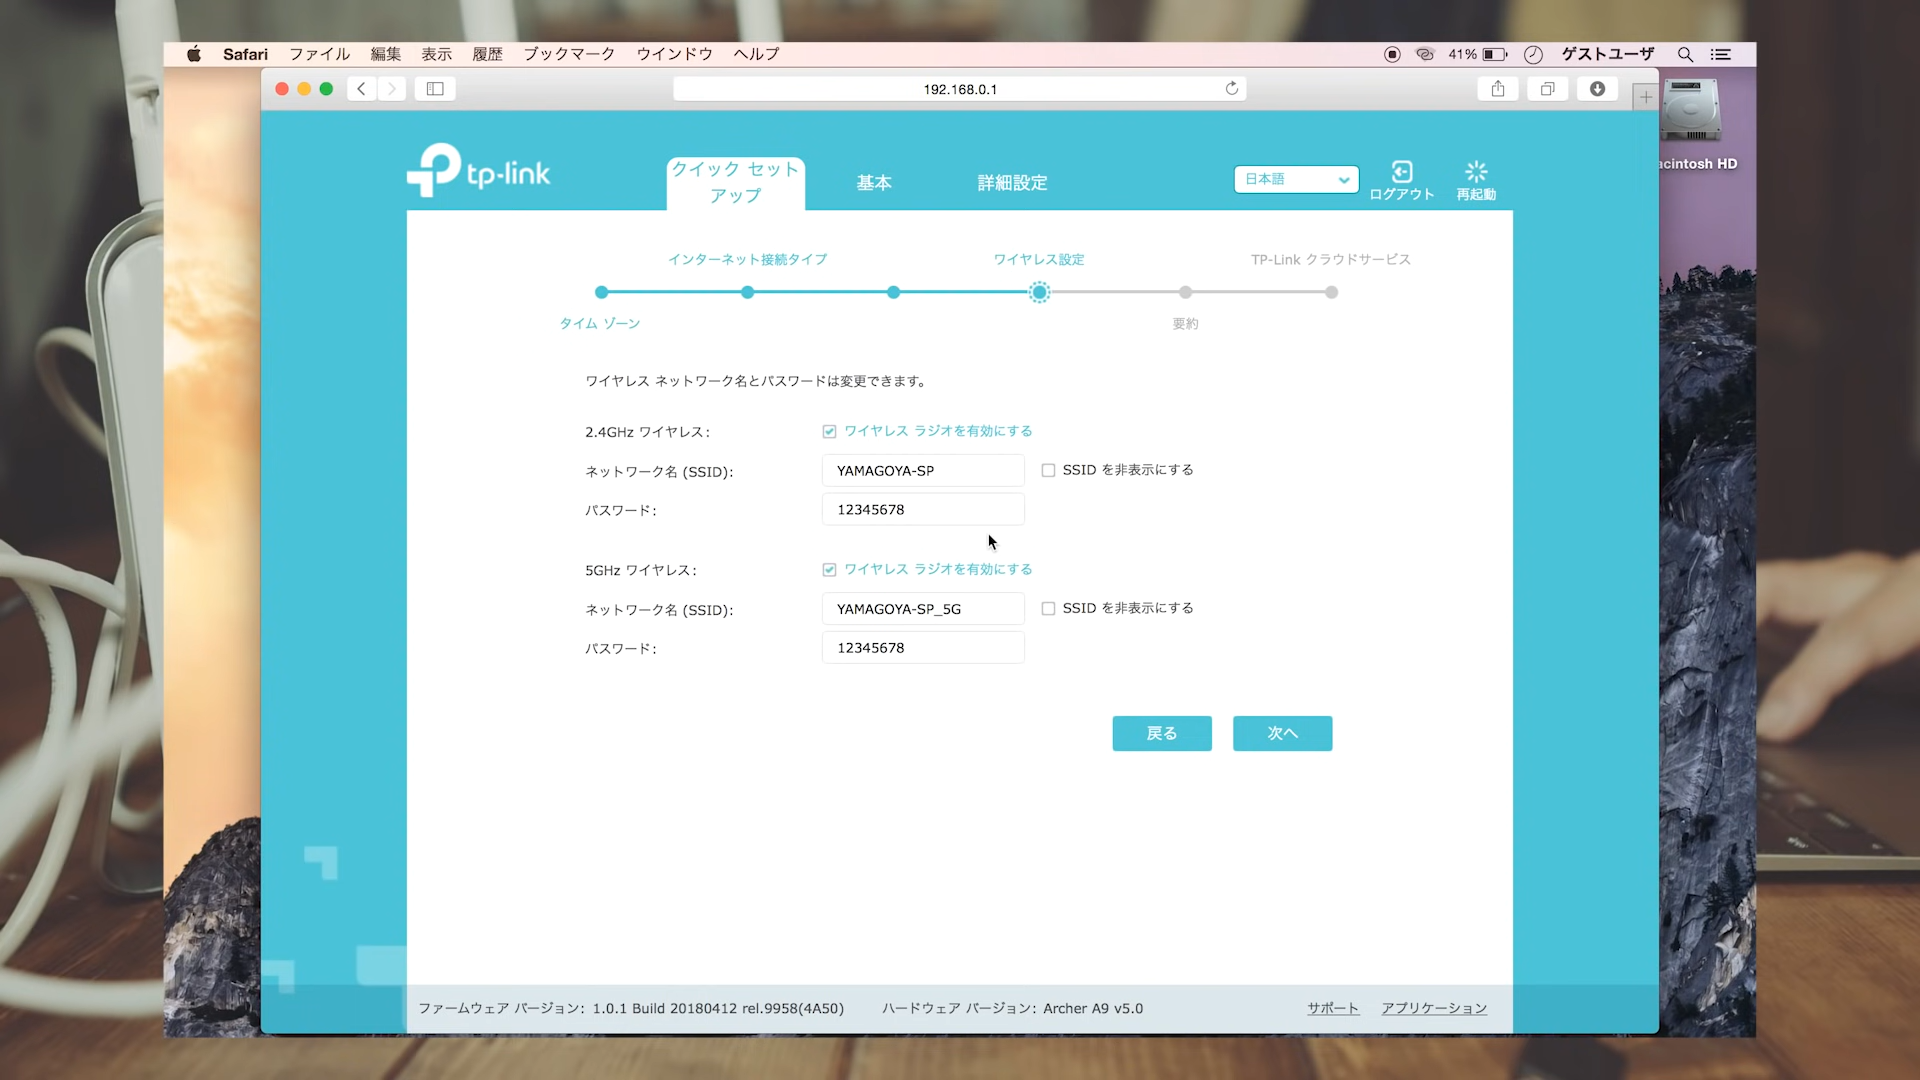 Safari ファイル 編集 表示 履歴 ブックマーク ウインドウ ヘルプ 41% ゲストユーザ
192.168.0.1
acintosh HD
tp-link
クイック セット
アップ
基本
詳細設定
日本語
ログアウト
再起動
インターネット接続タイプ ワイヤレス設定 TP-Link クラウドサービス
タイム ゾーン 要約
ワイヤレス ネットワーク名とパスワードは変更できます。
2.4GHz ワイヤレス: ワイヤレス ラジオを有効にする
ネットワーク名 (SSID): YAMAGOYA-SP SSID を非表示にする
パスワード: 12345678
5GHz ワイヤレス: ワイヤレス ラジオを有効にする
ネットワーク名 (SSID): YAMAGOYA-SP_5G SSID を非表示にする
パスワード: 12345678
戻る 次へ
ファームウェア バージョン: 1.0.1 Build 20180412 rel.9958(4A50) ハードウェア バージョン: Archer A9 v5.0 サポート アプリケーション